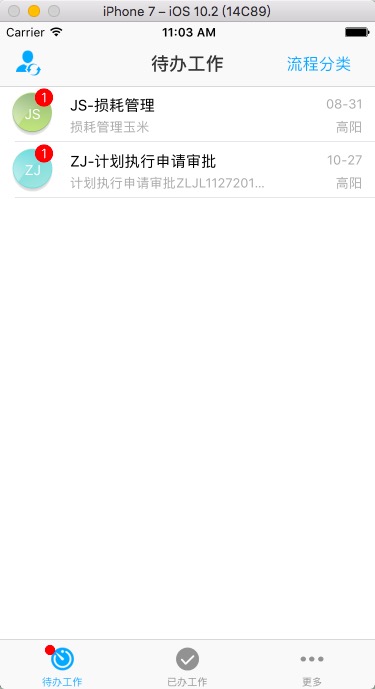 iPhone 7 – iOS 10.2 (14C89)
Carrier 11:03 AM
待办工作 流程分类
1
JS
JS-损耗管理 08-31
损耗管理玉米 高阳
1
ZJ
ZJ-计划执行申请审批 10-27
计划执行申请审批ZLJL1127201... 高阳
待办工作 已办工作 更多